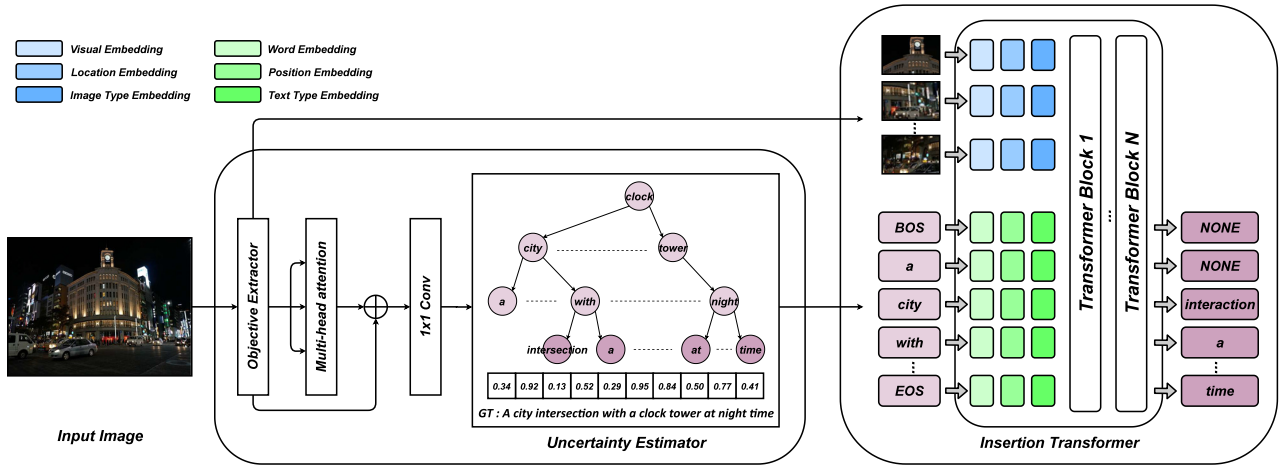 Visual Embedding
Word Embedding
Location Embedding
Position Embedding
Image Type Embedding
Text Type Embedding
Input Image
Objective Extractor
Multi-head attention
1x1 Conv
clock
city
tower
a
with
night
intersection
a
at
time
0.34 0.92 0.13 0.52 0.29 0.95 0.84 0.50 0.77 0.41
GT : A city intersection with a clock tower at night time
Uncertainty Estimator
Transformer Block 1
...
Transformer Block N
BOS
NONE
a
NONE
city
interaction
with
a
EOS
time
Insertion Transformer